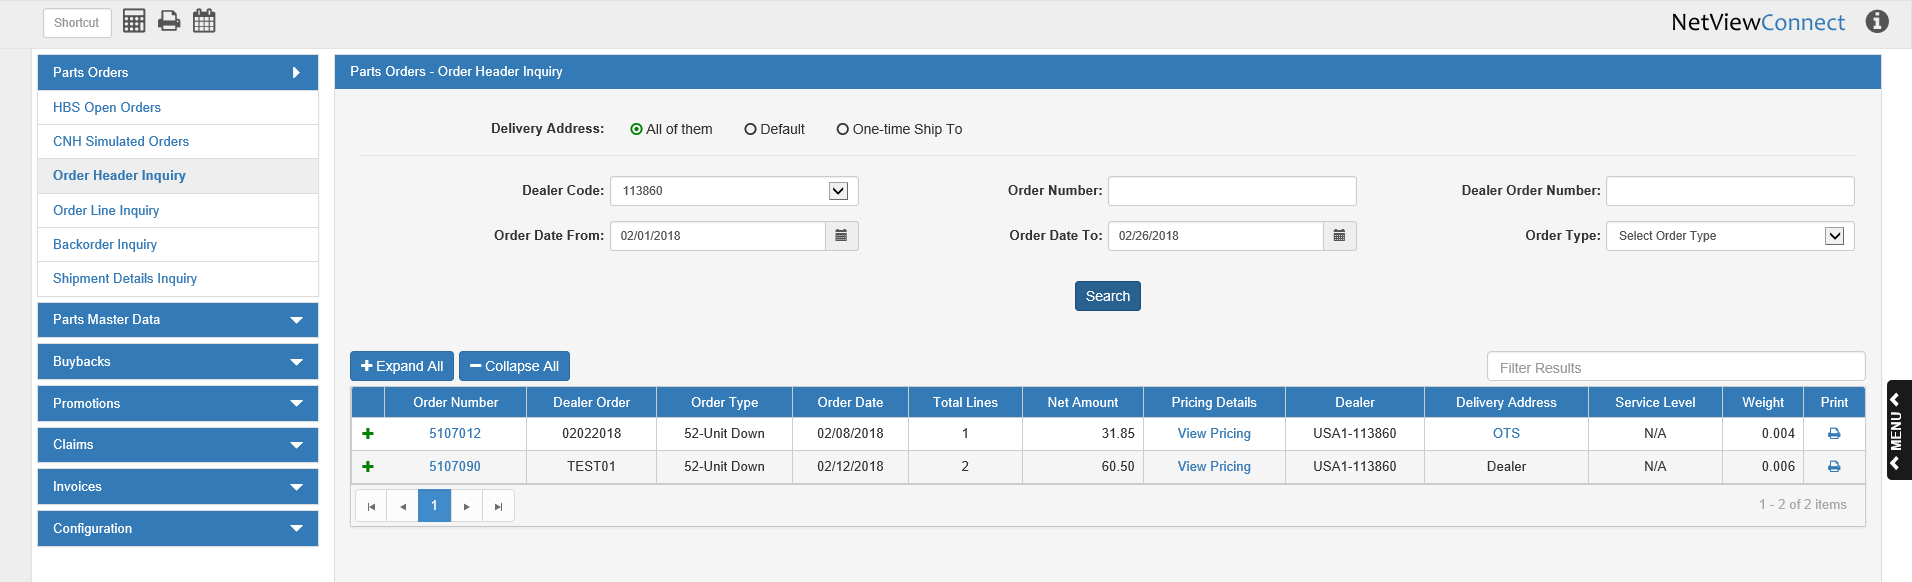 Shortcut
NetViewConnect
Parts Orders
HBS Open Orders
CNH Simulated Orders
Order Header Inquiry
Order Line Inquiry
Backorder Inquiry
Shipment Details Inquiry
Parts Master Data
Buybacks
Promotions
Claims
Invoices
Configuration
Parts Orders - Order Header Inquiry
Delivery Address: All of them Default One-time Ship To
Dealer Code: 113860 Order Number: Dealer Order Number:
Order Date From: 02/01/2018 Order Date To: 02/26/2018 Order Type: Select Order Type
Search
Expand All Collapse All Filter Results
Order Number Dealer Order Order Type Order Date Total Lines Net Amount Pricing Details Dealer Delivery Address Service Level Weight Print
5107012 02022018 52-Unit Down 02/08/2018 1 31.85 View Pricing USA1-113860 OTS N/A 0.004
5107090 TEST01 52-Unit Down 02/12/2018 2 60.50 View Pricing USA1-113860 Dealer N/A 0.006
1 1 - 2 of 2 items
MENU